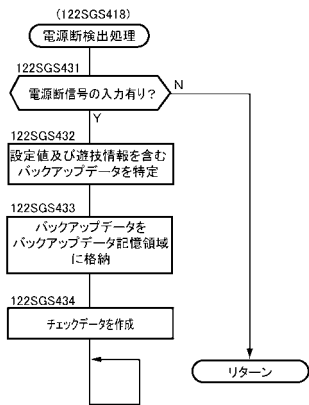 (122SGS418)
電源断検出処理
122SGS431
電源断信号の入力有り?
N
Y
122SGS432
設定値及び遊技情報を含む
バックアップデータを特定
122SGS433
バックアップデータを
バックアップデータ記憶領域
に格納
122SGS434
チェックデータを作成
リターン